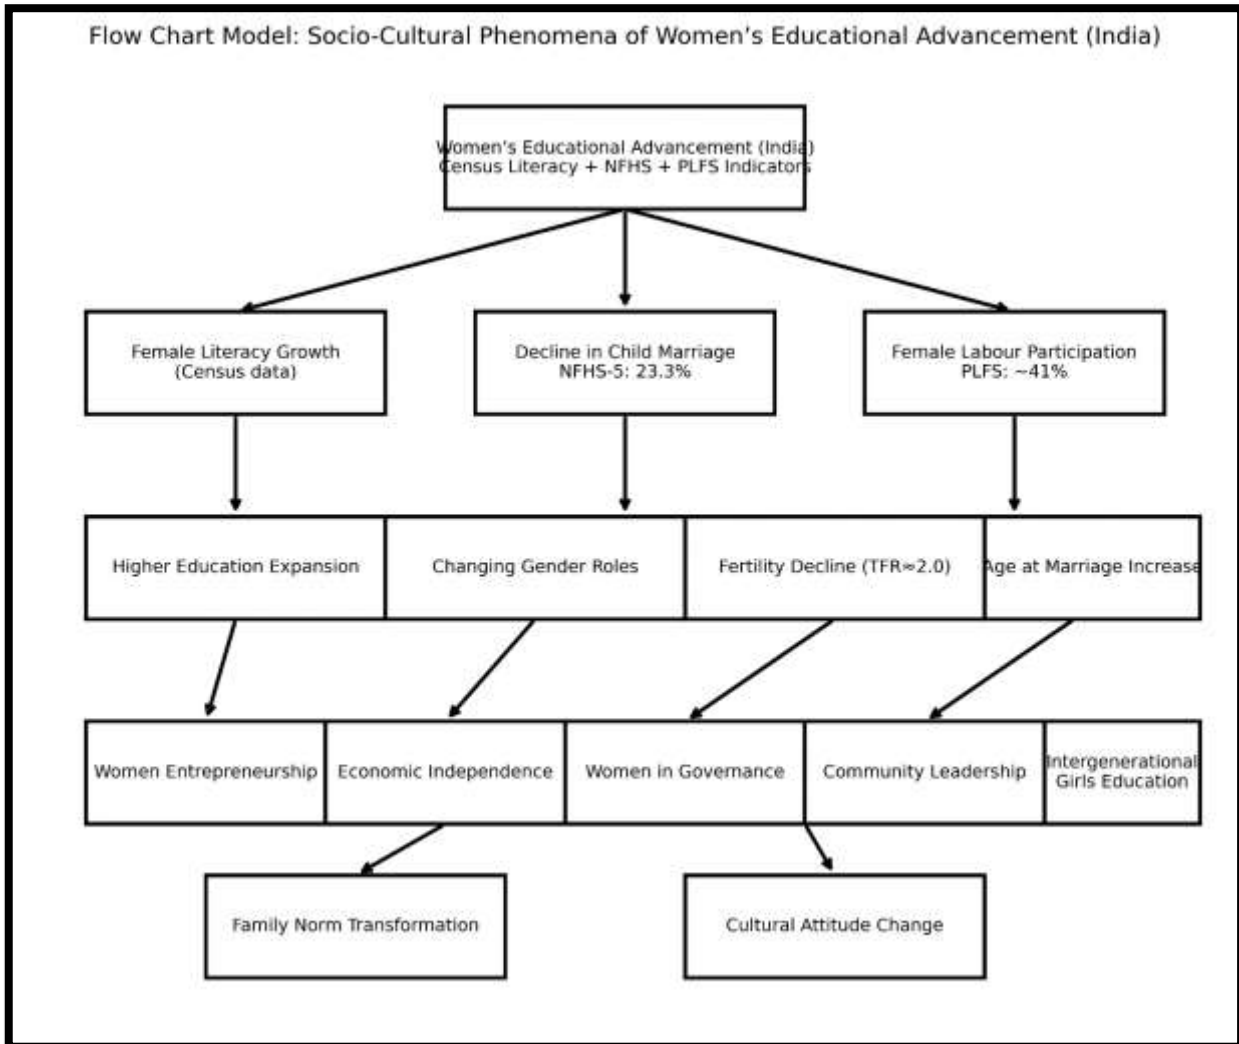 Flow Chart Model: Socio-Cultural Phenomena of Women’s Educational Advancement (India)
Women’s Educational Advancement (India)
Census Literacy + NFHS + PLFS Indicators
Female Literacy Growth
(Census data)
Decline in Child Marriage
NFHS-5: 23.3%
Female Labour Participation
PLFS: ~41%
Higher Education Expansion
Changing Gender Roles
Fertility Decline (TFR≈2.0)
Age at Marriage Increase
Women Entrepreneurship
Economic Independence
Women in Governance
Community Leadership
Intergenerational
Girls Education
Family Norm Transformation
Cultural Attitude Change